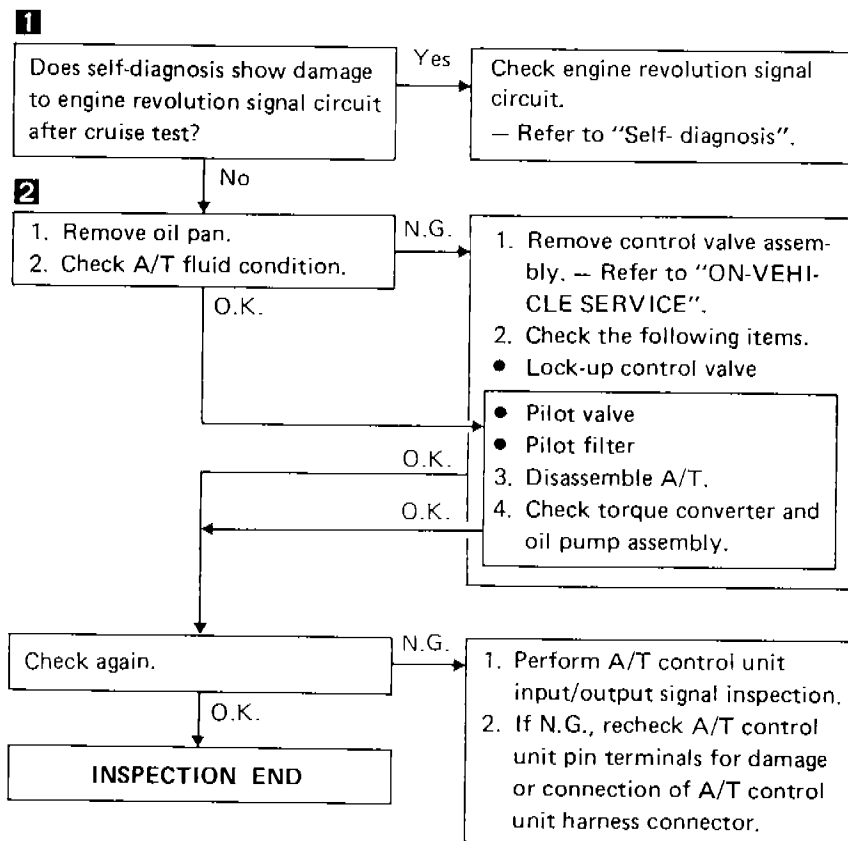 1
Does self-diagnosis show damage
to engine revolution signal circuit
after cruise test?
Yes
Check engine revolution signal
circuit.
— Refer to "Self- diagnosis".
No
2
1. Remove oil pan.
2. Check A/T fluid condition.
N.G.
O.K.
1. Remove control valve assem-
bly. — Refer to "ON-VEHI-
CLE SERVICE".
2. Check the following items.
● Lock-up control valve
● Pilot valve
● Pilot filter
3. Disassemble A/T.
4. Check torque converter and
oil pump assembly.
O.K.
O.K.
Check again.
N.G.
O.K.
1. Perform A/T control unit
input/output signal inspection.
2. If N.G., recheck A/T control
unit pin terminals for damage
or connection of A/T control
unit harness connector.
INSPECTION END